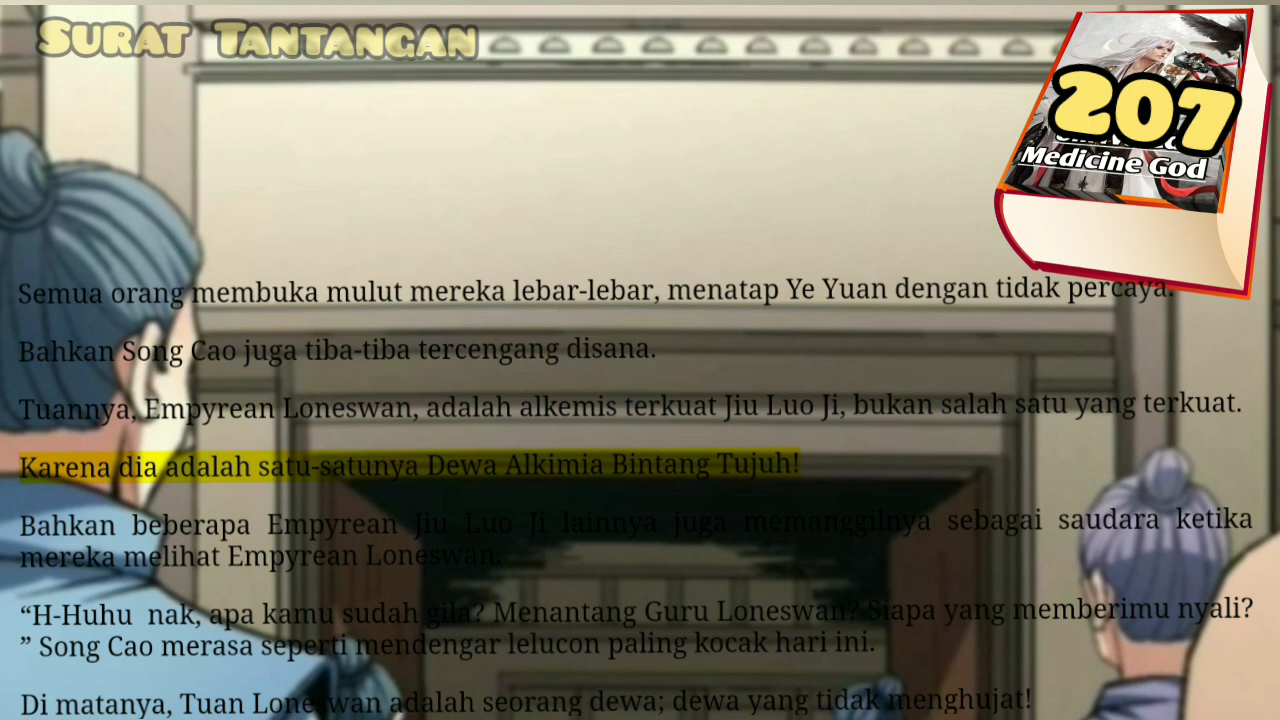 Surat Tantangan
207
Medicine God
Semua orang membuka mulut mereka lebar-lebar, menatap Ye Yuan dengan tidak percaya.
Bahkan Song Cao juga tiba-tiba tercengang disana.
Tuannya, Empyrean Loneswan, adalah alkemis terkuat Jiu Luo Ji, bukan salah satu yang terkuat.
Karena dia adalah satu-satunya Dewa Alkimia Bintang Tujuh!
Bahkan beberapa Empyrean Jiu Luo Ji lainnya juga memanggilnya sebagai saudara ketika
mereka melihat Empyrean Loneswan.
“H-Huhu nak, apa kamu sudah gila? Menantang Guru Loneswan? Siapa yang memberimu nyali?
” Song Cao merasa seperti mendengar lelucon paling kocak hari ini.
Di matanya, Tuan Loneswan adalah seorang dewa; dewa yang tidak menghujat!